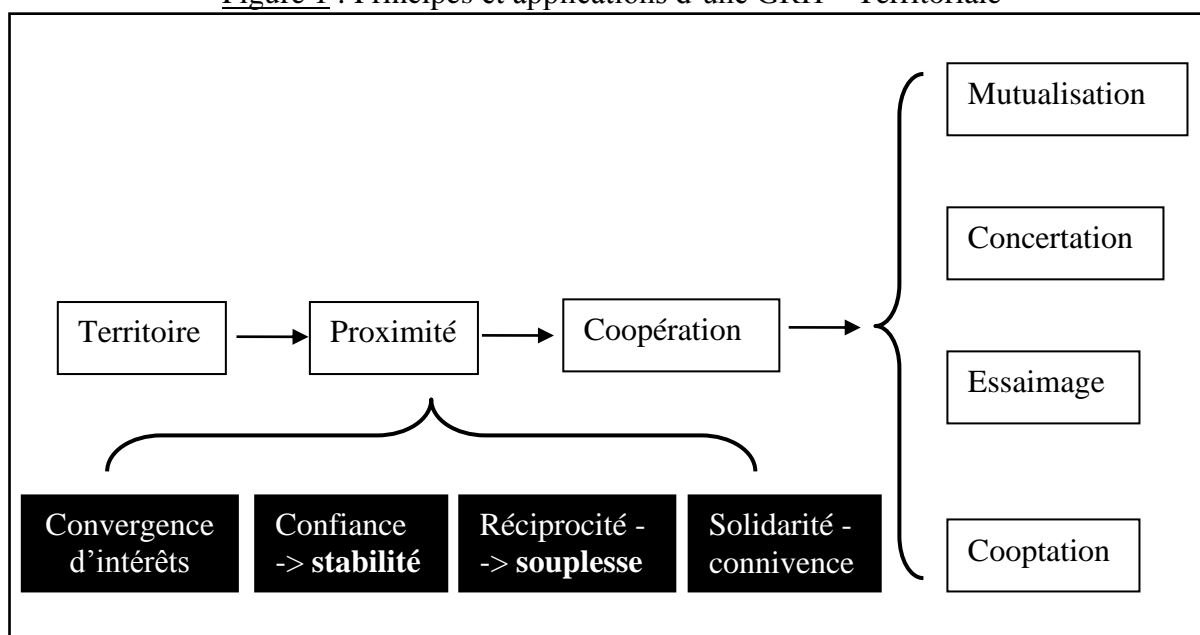 Figure 1 : Principes et applications d'une GRH – Territoriale
Mutualisation
Concertation
Territoire
Proximité
Coopération
Essaimage
Convergence
d'intérêts
Confiance
-> stabilité
Réciprocité -
-> souplesse
Solidarité -
connivence
Cooptation